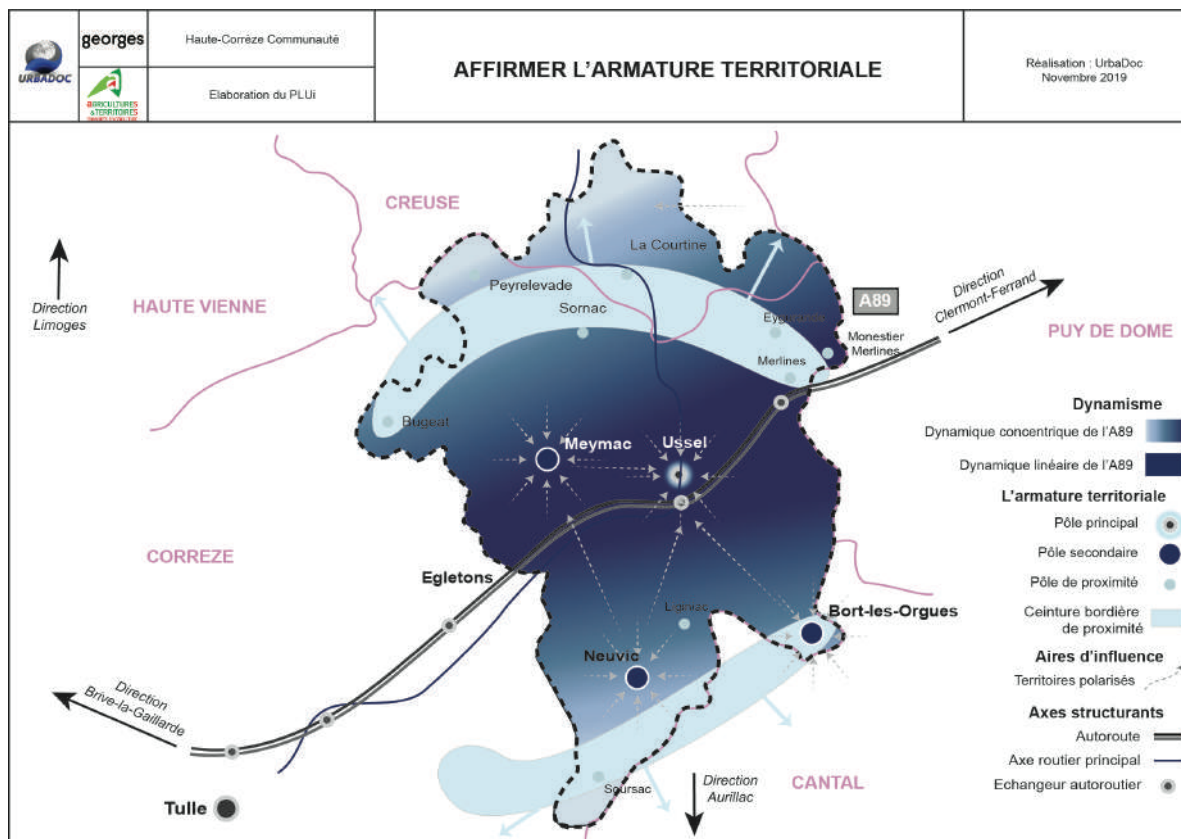 URBADOC
georges
Haute-Corrèze Communauté
AGRICULTURES
& TERRITOIRES
Elaboration du PLUi
AFFIRMER L'ARMATURE TERRITORIALE
Réalisation : UrbaDoc
Novembre 2019
CREUSE
La Courtine
Direction
Limoges
HAUTE VIENNE
Peyrelevade
Sornac
A89
Direction
Clermont-Ferrand
Eygurande
Monestier
Merlines
PUY DE DOME
Merlines
Bugeat
Meymac
Ussel
CORREZE
Egletons
Liginiac
Bort-les-Orgues
Neuvic
Direction
Brive-la-Gaillarde
Tulle
Soursac
Direction
Aurillac
CANTAL
Dynamisme
Dynamique concentrique de l'A89
Dynamique linéaire de l'A89
L'armature territoriale
Pôle principal
Pôle secondaire
Pôle de proximité
Ceinture bordière
de proximité
Aires d'influence
Territoires polarisés
Axes structurants
Autoroute
Axe routier principal
Echangeur autoroutier